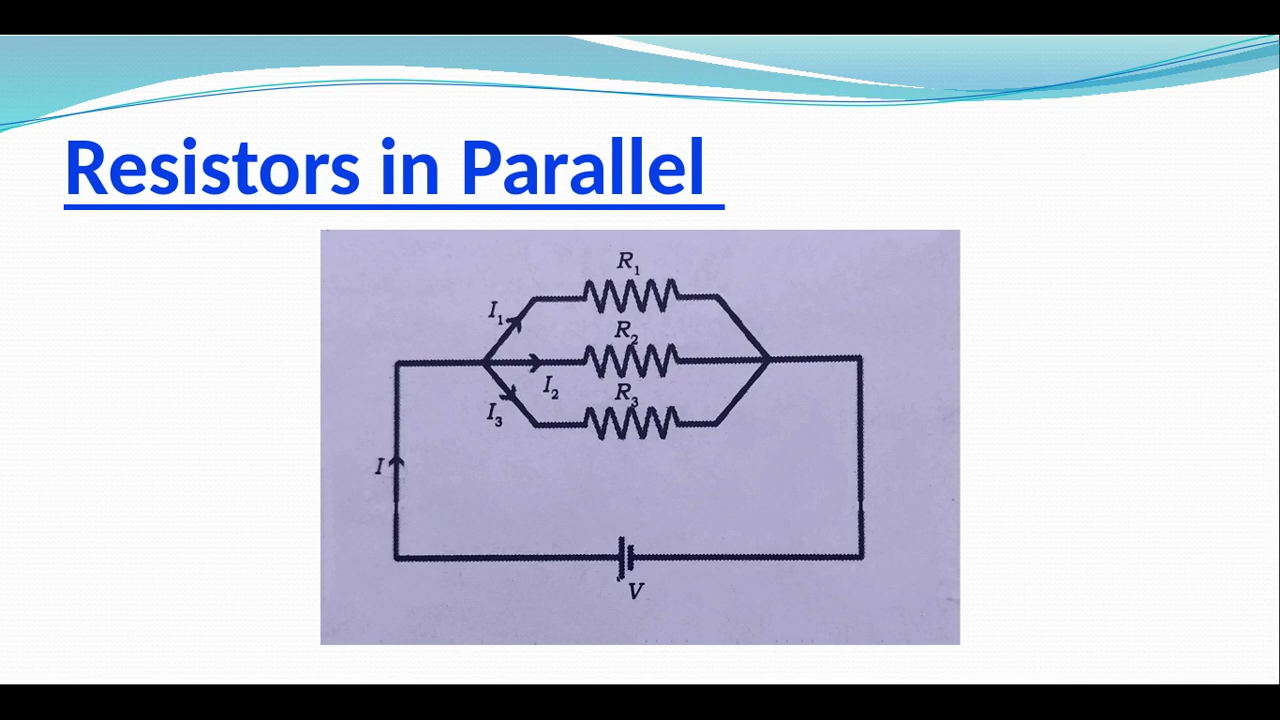 Resistors in Parallel
R₁
I₁
R₂
I₂
R₃
I₃
I
V